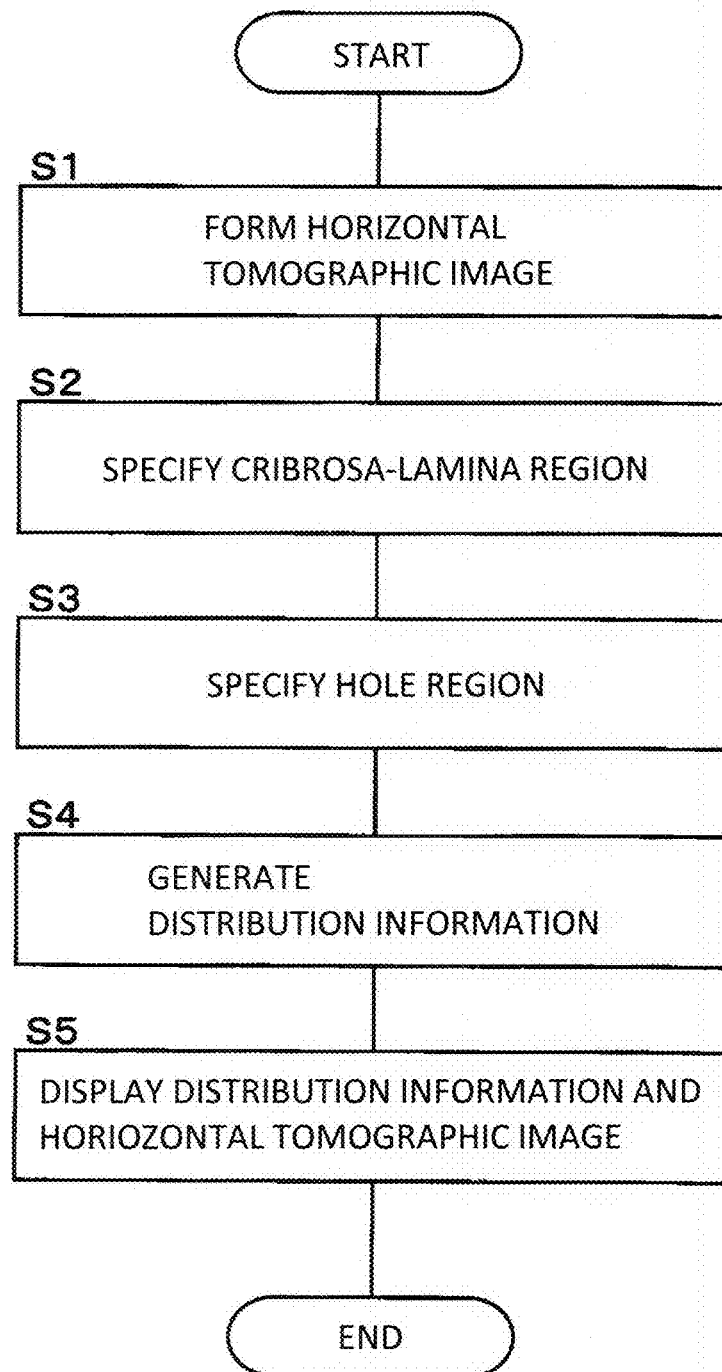 START
S1
FORM HORIZONTAL
TOMOGRAPHIC IMAGE
S2
SPECIFY CRIBROSA-LAMINA REGION
S3
SPECIFY HOLE REGION
S4
GENERATE
DISTRIBUTION INFORMATION
S5
DISPLAY DISTRIBUTION INFORMATION AND
HORIOZONTAL TOMOGRAPHIC IMAGE
END